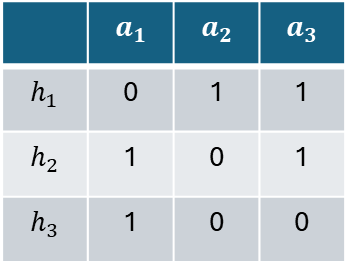 a₁ a₂ a₃
h₁ 0 1 1
h₂ 1 0 1
h₃ 1 0 0